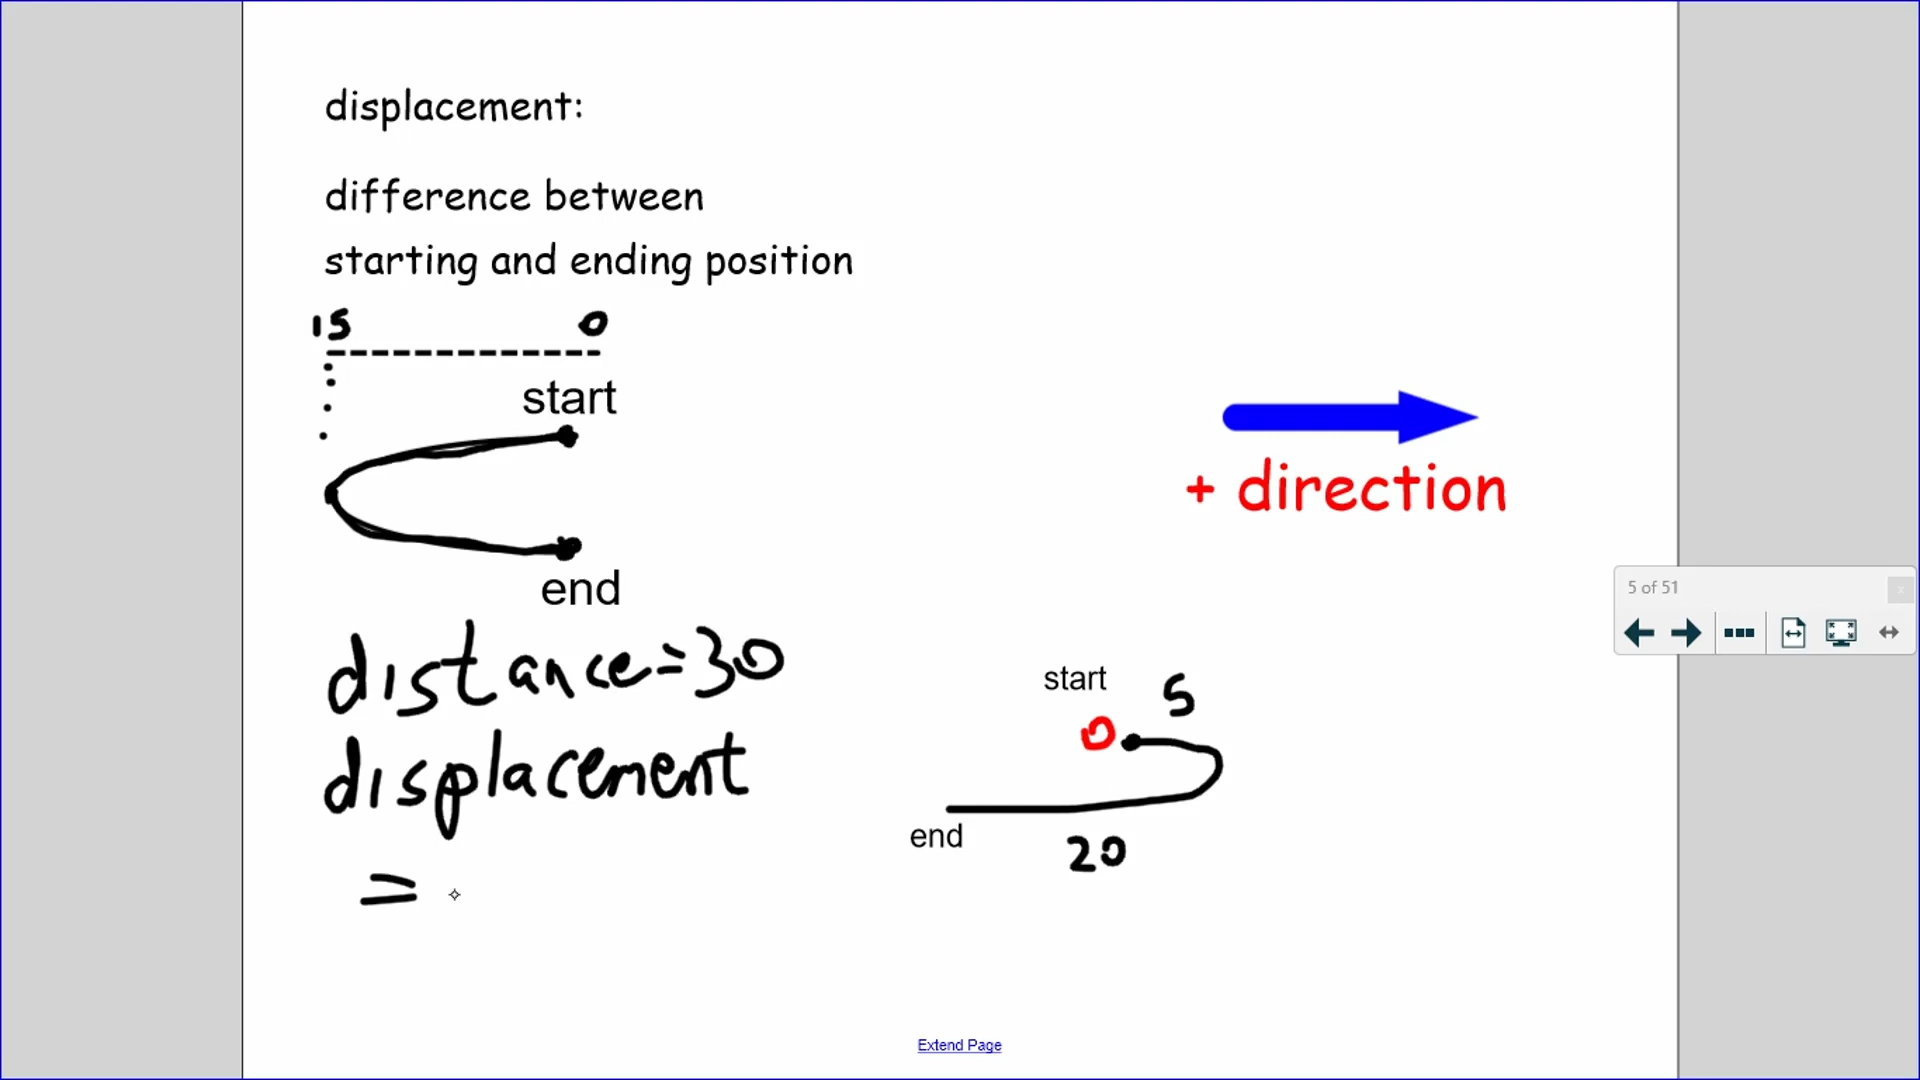 displacement:
difference between
starting and ending position
15 0
start
end
distance=30
displacement
=
+ direction
5 of 51
start 5
0
end
20
Extend Page